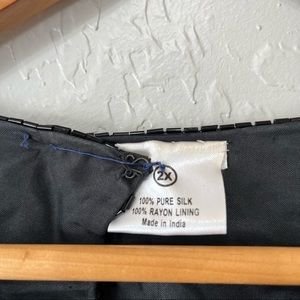 2X
100% PURE SILK
100% RAYON LINING
Made in India